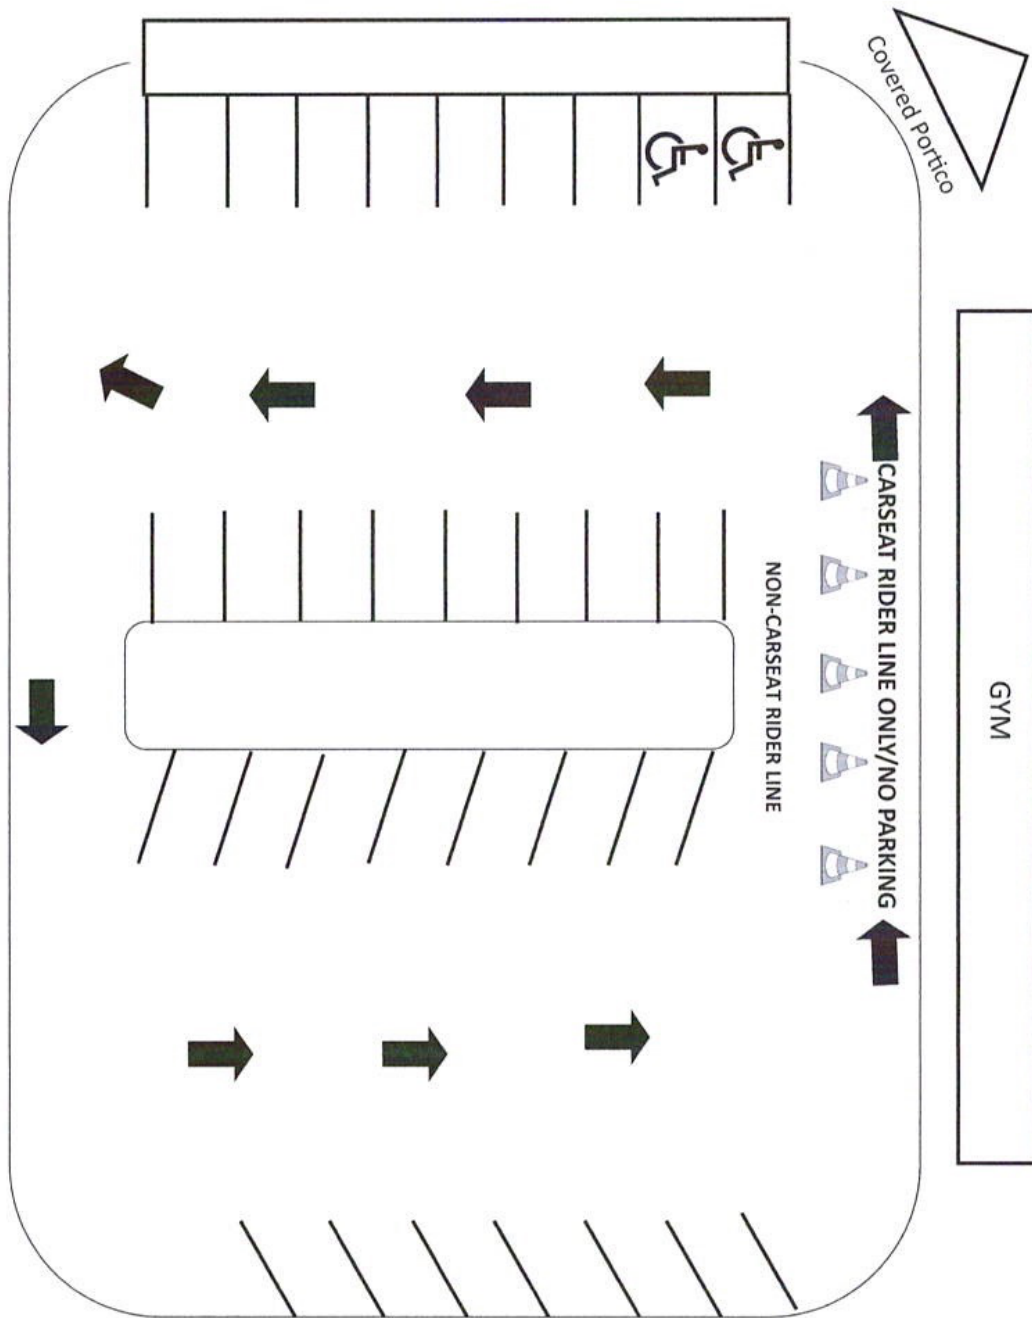 Covered Portico
GYM
CARSEAT RIDER LINE ONLY/NO PARKING
NON-CARSEAT RIDER LINE